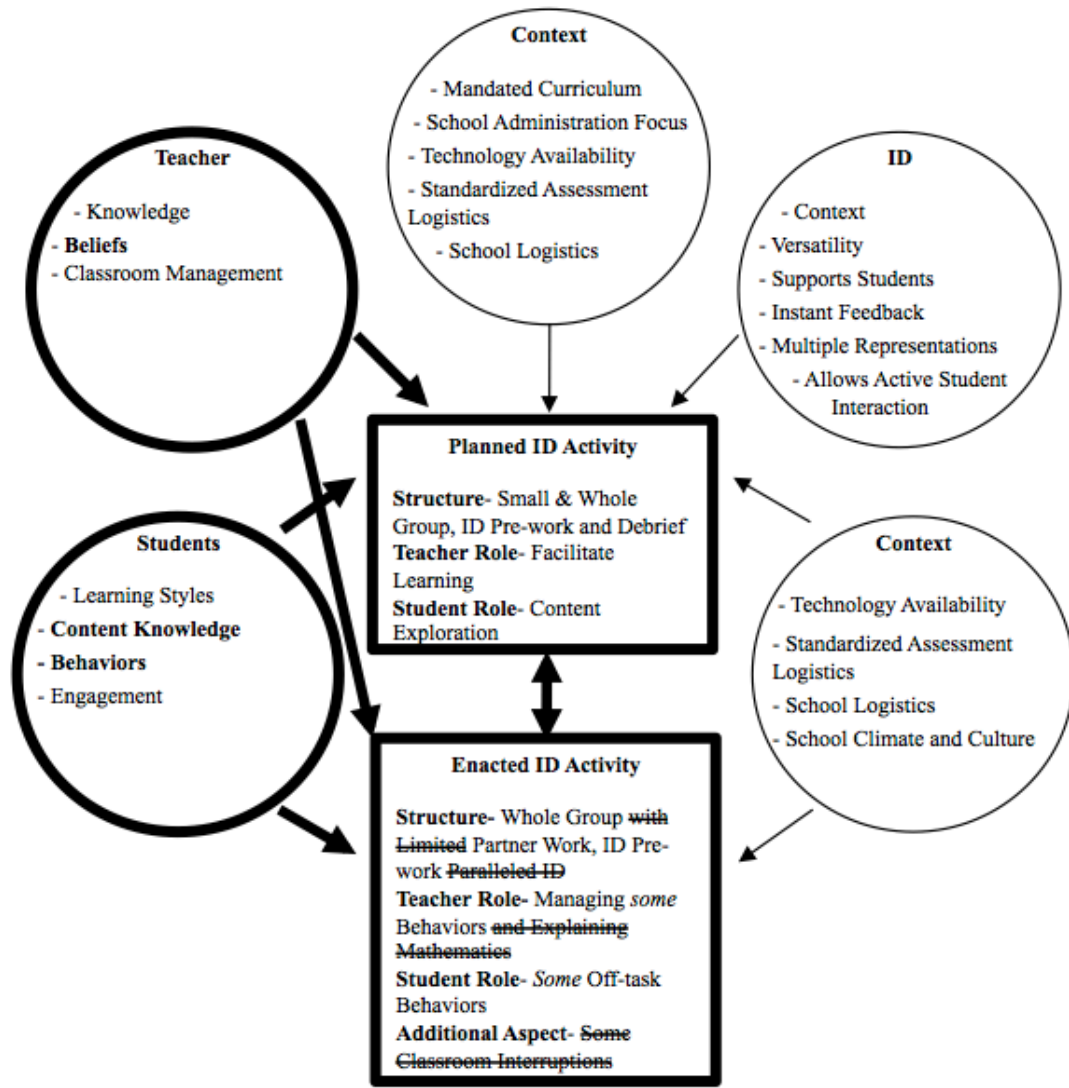 Context
- Mandated Curriculum
- School Administration Focus
- Technology Availability
- Standardized Assessment
Logistics
- School Logistics
Teacher
- Knowledge
- Beliefs
- Classroom Management
ID
- Context
- Versatility
- Supports Students
- Instant Feedback
- Multiple Representations
- Allows Active Student
Interaction
Planned ID Activity
Structure- Small & Whole
Group, ID Pre-work and Debrief
Teacher Role- Facilitate
Learning
Student Role- Content
Exploration
Students
- Learning Styles
- Content Knowledge
- Behaviors
- Engagement
Context
- Technology Availability
- Standardized Assessment
Logistics
- School Logistics
- School Climate and Culture
Enacted ID Activity
Structure- Whole Group with
Limited Partner Work, ID Pre-
work Paralleled ID
Teacher Role- Managing some
Behaviors and Explaining
Mathematics
Student Role- Some Off-task
Behaviors
Additional Aspect- Some
Classroom Interruptions